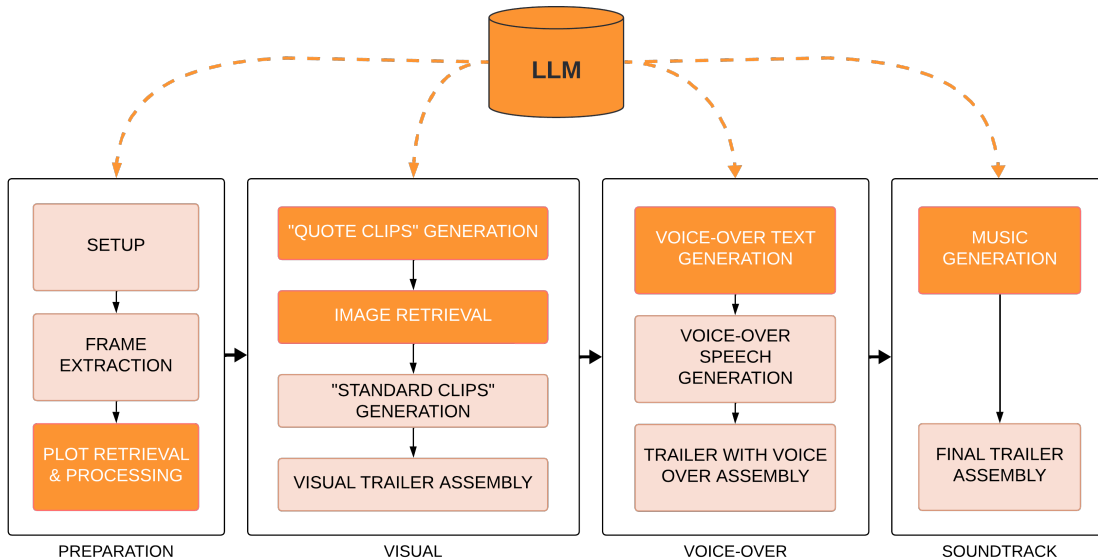 LLM
SETUP
FRAME
EXTRACTION
PLOT RETRIEVAL
& PROCESSING
PREPARATION
"QUOTE CLIPS" GENERATION
IMAGE RETRIEVAL
"STANDARD CLIPS"
GENERATION
VISUAL TRAILER ASSEMBLY
VISUAL
VOICE-OVER TEXT
GENERATION
VOICE-OVER
SPEECH
GENERATION
TRAILER WITH VOICE
OVER ASSEMBLY
VOICE-OVER
MUSIC
GENERATION
FINAL TRAILER
ASSEMBLY
SOUNDTRACK